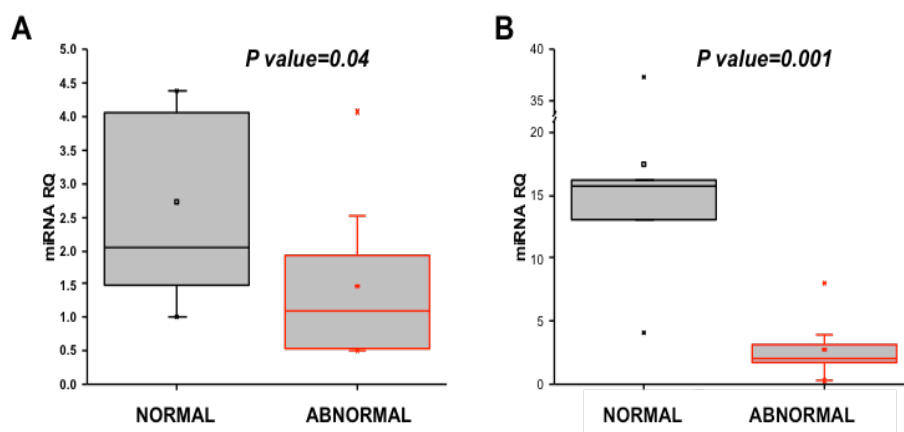 A
P value=0.04
5.0
4.5
4.0
3.5
3.0
2.5
2.0
1.5
1.0
0.5
0.0
miRNA RQ
NORMAL ABNORMAL
B
P value=0.001
40
35
20
15
10
5
0
miRNA RQ
NORMAL ABNORMAL